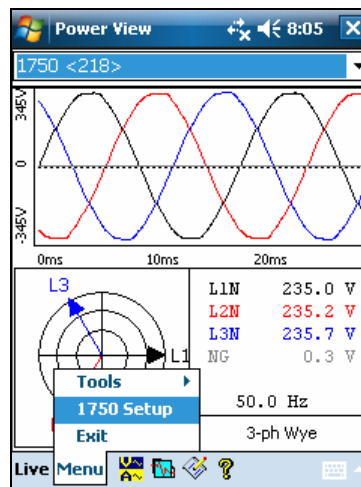 Power View 8:05
1750 <218>
345V
0
-345V
0ms 10ms 20ms
L3
L1
L1N 235.0 V
L2N 235.2 V
L3N 235.7 V
NG 0.3 V
50.0 Hz
3-ph Wye
Tools
1750 Setup
Exit
Live Menu